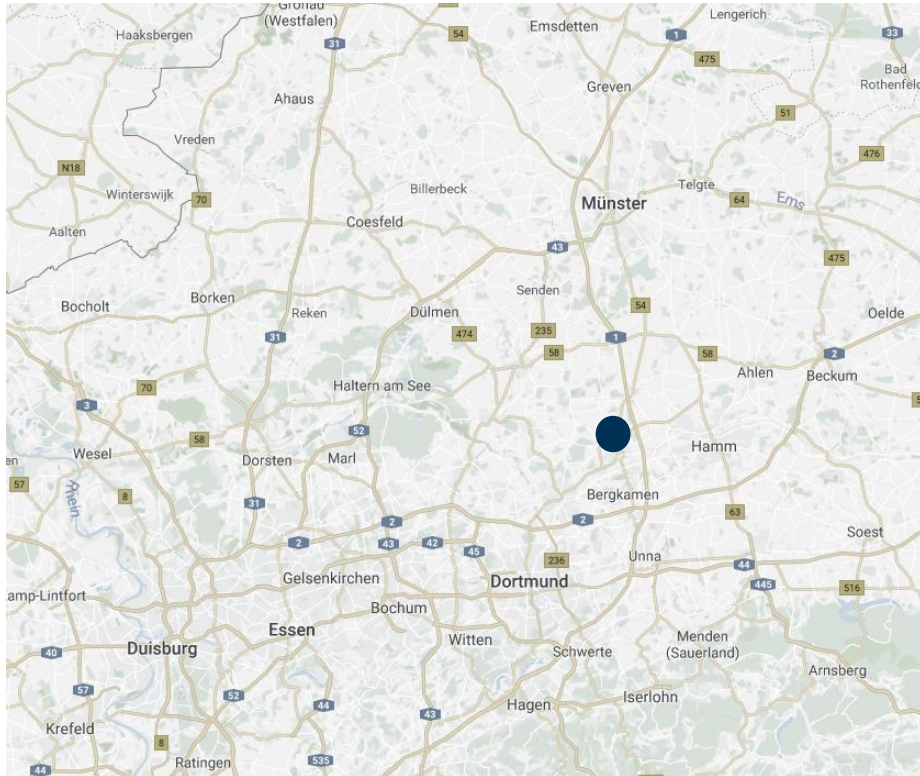 Gronau
(Westfalen)
Lengerich
Emsdetten
Haaksbergen
54
31
1
33
475
Bad
Rothenfeld
Greven
Ahaus
51
Vreden
476
N18
Winterswijk
70
Billerbeck
Telgte
64
Ems
Münster
Coesfeld
Aalten
43
475
Senden
Bocholt
Borken
Reken
Dülmen
54
Oelde
31
474
235
1
58
58
2
Ahlen
Beckum
70
Haltern am See
3
58
52
Wesel
Dorsten
Marl
Hamm
57
Rhein
8
31
Bergkamen
2
2
63
2
43
42
45
236
Unna
Soest
44
Gelsenkirchen
Dortmund
445
516
Kamp-Lintfort
Bochum
Essen
Witten
Menden
(Sauerland)
40
Duisburg
Schwerte
Arnsberg
57
52
44
43
Hagen
Iserlohn
Krefeld
8
Ratingen
535
44